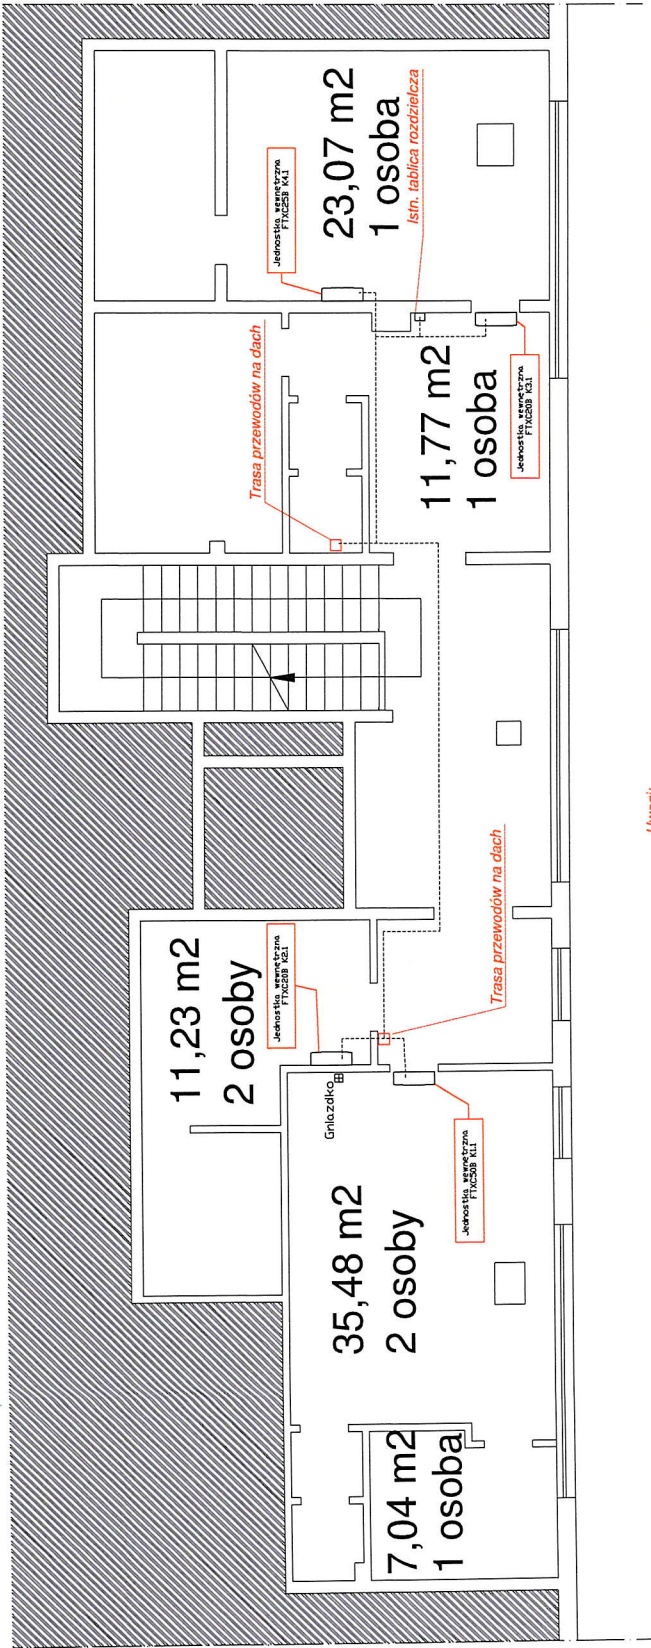 7,04 m2
1 osoba
35,48 m2
2 osoby
Gniazdko
Jednostka wewnętrzna
FTXC50B K1.1
11,23 m2
2 osoby
Jednostka wewnętrzna
FTXC20B K2.1
Trasa przewodów na dach
Trasa przewodów na dach
11,77 m2
1 osoba
Jednostka wewnętrzna
FTXC20B K3.1
23,07 m2
1 osoba
Istn. tablica rozdzielcza
Jednostka wewnętrzna
FTXC25B K4.1